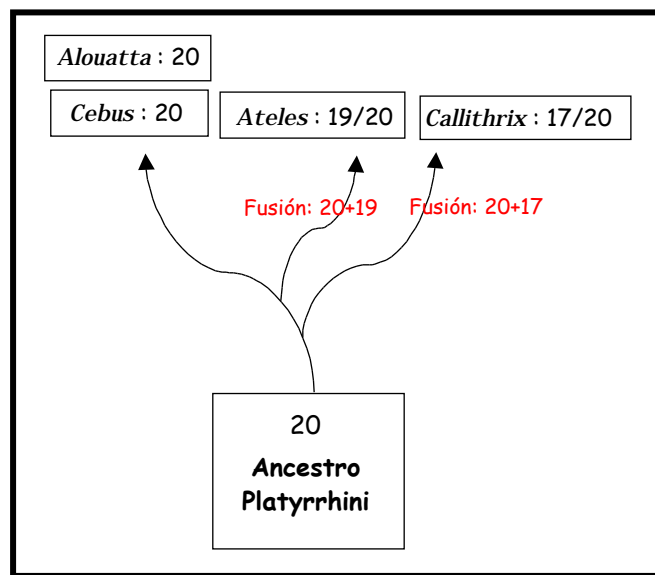 Alouatta : 20
Cebus : 20
Ateles : 19/20
Callithrix : 17/20
Fusión: 20+19
Fusión: 20+17
20
Ancestro
Platyrrhini